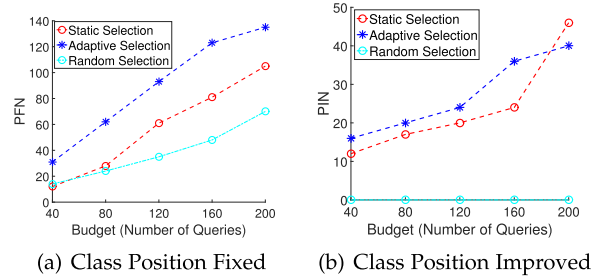 140
120
100
80
60
40
20
0
PFN
Static Selection
Adaptive Selection
Random Selection
40 80 120 160 200
Budget (Number of Queries)
(a) Class Position Fixed
50
40
30
20
10
0
PIN
Static Selection
Adaptive Selection
Random Selection
40 80 120 160 200
Budget (Number of Queries)
(b) Class Position Improved